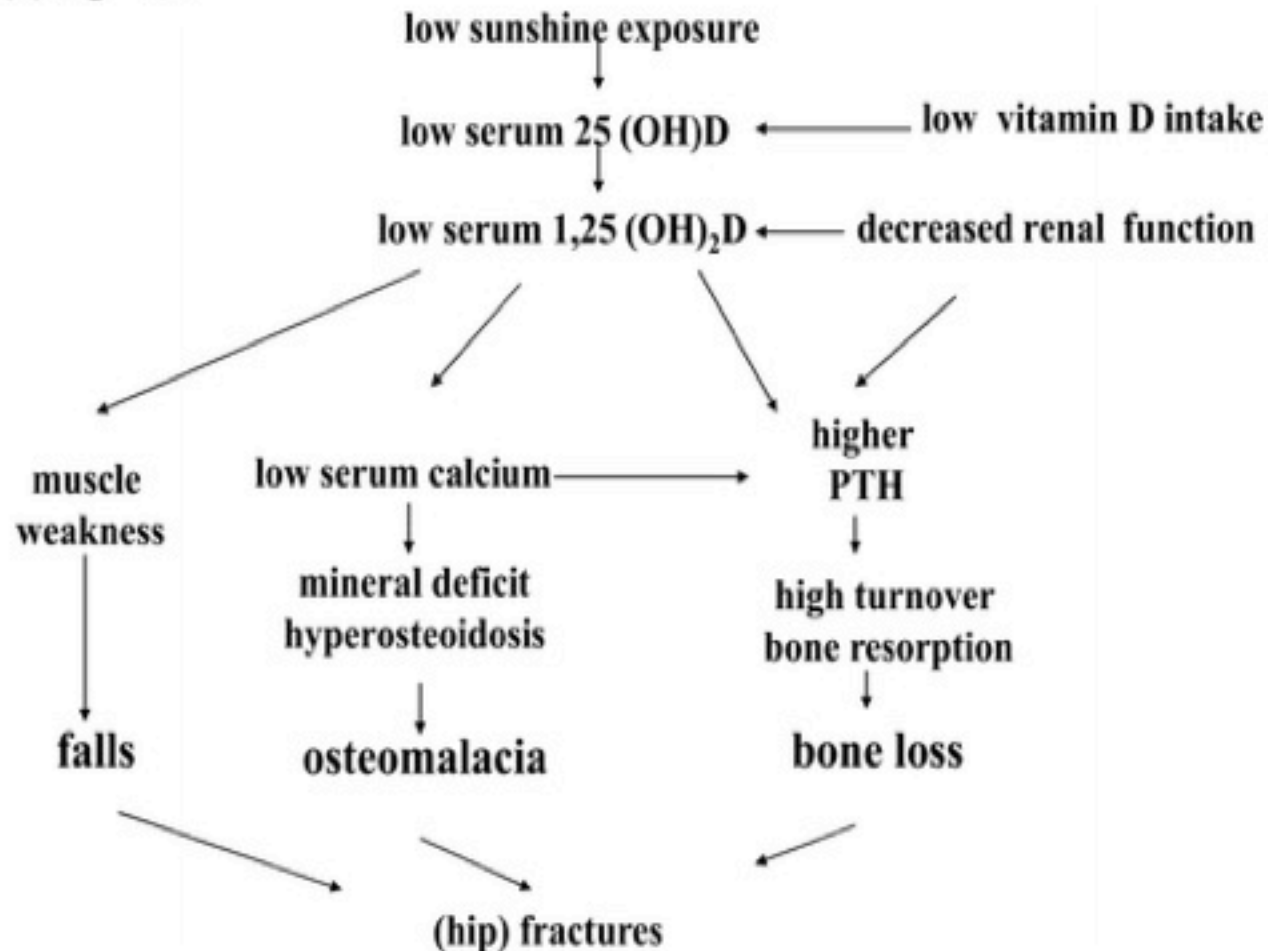 low sunshine exposure
low serum 25 (OH)D
low vitamin D intake
low serum 1,25 (OH)₂D
decreased renal function
muscle
weakness
low serum calcium
higher
PTH
mineral deficit
hyperosteoidosis
high turnover
bone resorption
falls
osteomalacia
bone loss
(hip) fractures